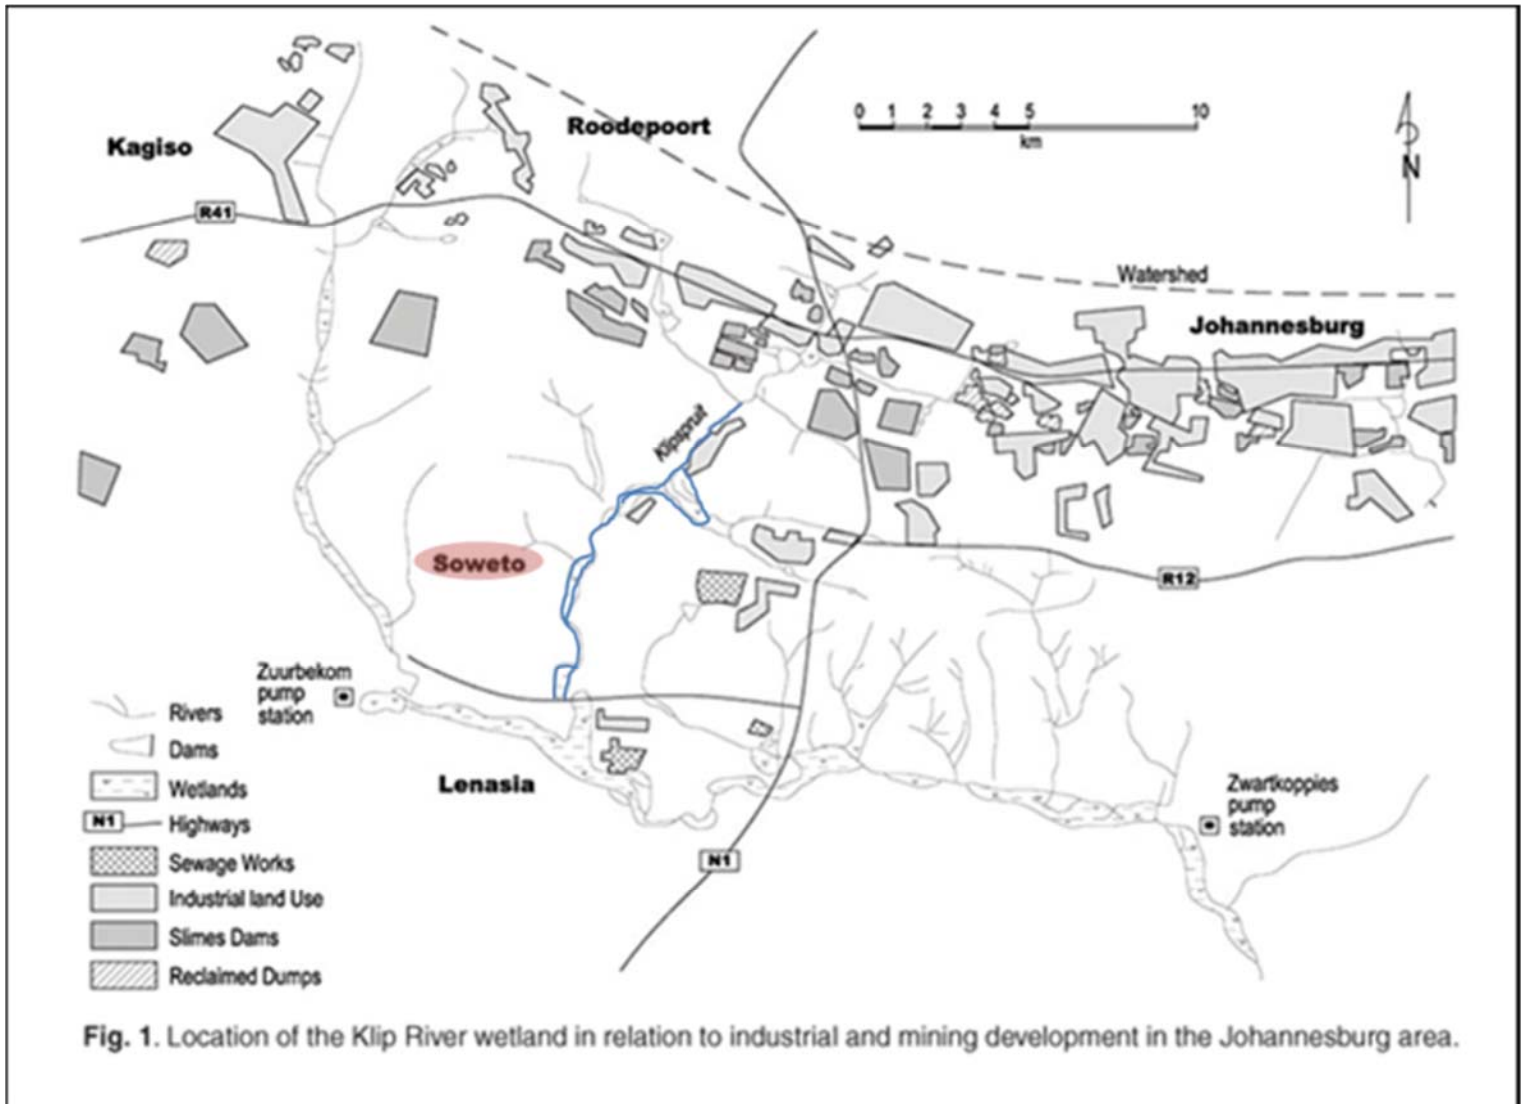 Roodepoort
Kagiso
0 1 2 3 4 5 10
km
N
R41
Watershed
Johannesburg
Klipspruit
Soweto
R12
Zuurbekom
pump
station
Lenasia
Zwartkoppies
pump
station
N1
Rivers
Dams
Wetlands
N1 Highways
Sewage Works
Industrial land Use
Slimes Dams
Reclaimed Dumps
Fig. 1. Location of the Klip River wetland in relation to industrial and mining development in the Johannesburg area.